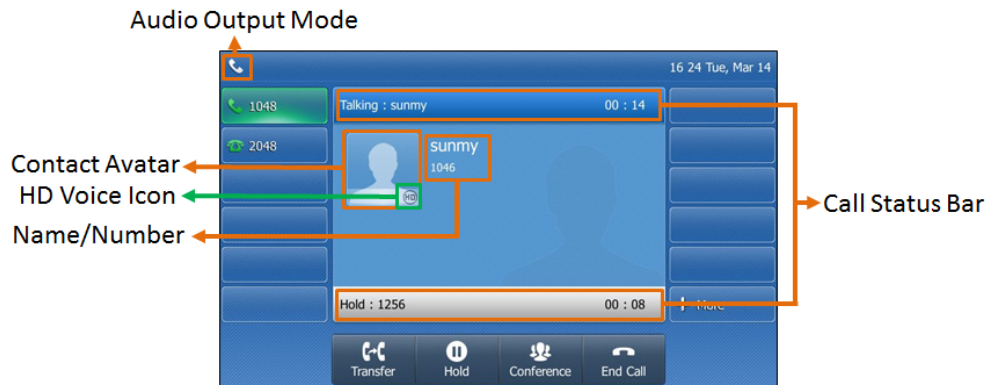 Audio Output Mode
16 24 Tue, Mar 14
1048
Talking : sunmy 00 : 14
2048
sunmy
1046
Contact Avatar
HD Voice Icon
HD
Name/Number
Call Status Bar
Hold : 1256 00 : 08
More
Transfer Hold Conference End Call